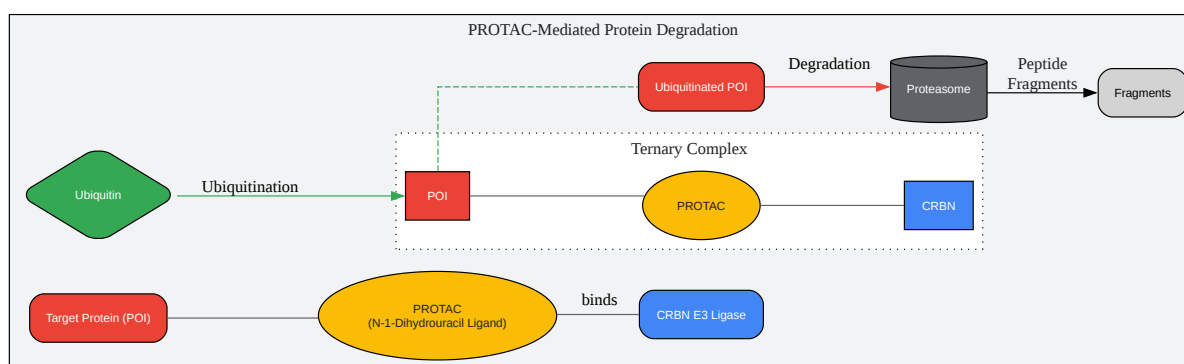 PROTAC-Mediated Protein Degradation
Ubiquitinated POI
Degradation
Proteasome
Peptide
Fragments
Fragments
Ternary Complex
Ubiquitin
Ubiquitination
POI
PROTAC
CRBN
Target Protein (POI)
PROTAC
(N-1-Dihydrouracil Ligand)
binds
CRBN E3 Ligase